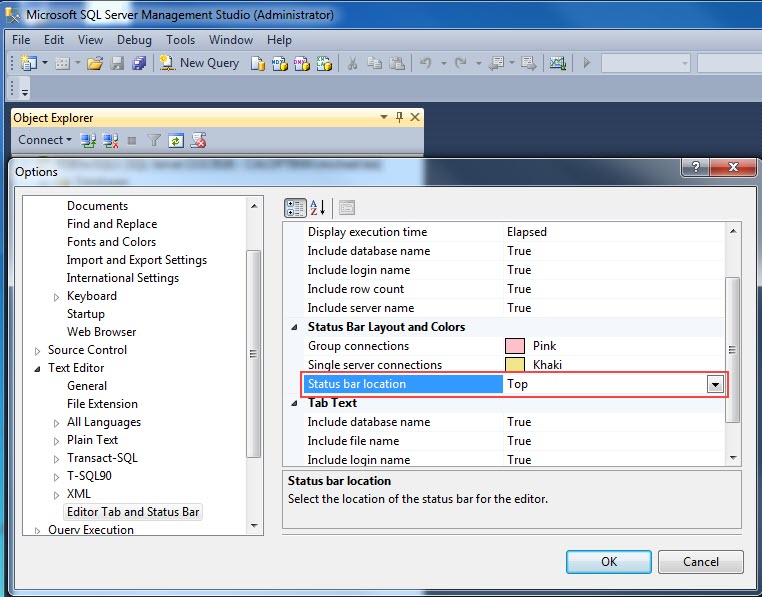 Microsoft SQL Server Management Studio (Administrator)
File Edit View Debug Tools Window Help
New Query
MDX DMX
Object Explorer
Connect
Options
Documents
Find and Replace
Fonts and Colors
Import and Export Settings
International Settings
Keyboard
Startup
Web Browser
Source Control
Text Editor
General
File Extension
All Languages
Plain Text
Transact-SQL
T-SQL90
XML
Editor Tab and Status Bar
Query Execution
Display execution time Elapsed
Include database name True
Include login name True
Include row count True
Include server name True
Status Bar Layout and Colors
Group connections Pink
Single server connections Khaki
Status bar location Top
Tab Text
Include database name True
Include file name True
Include login name True
Status bar location
Select the location of the status bar for the editor.
OK Cancel